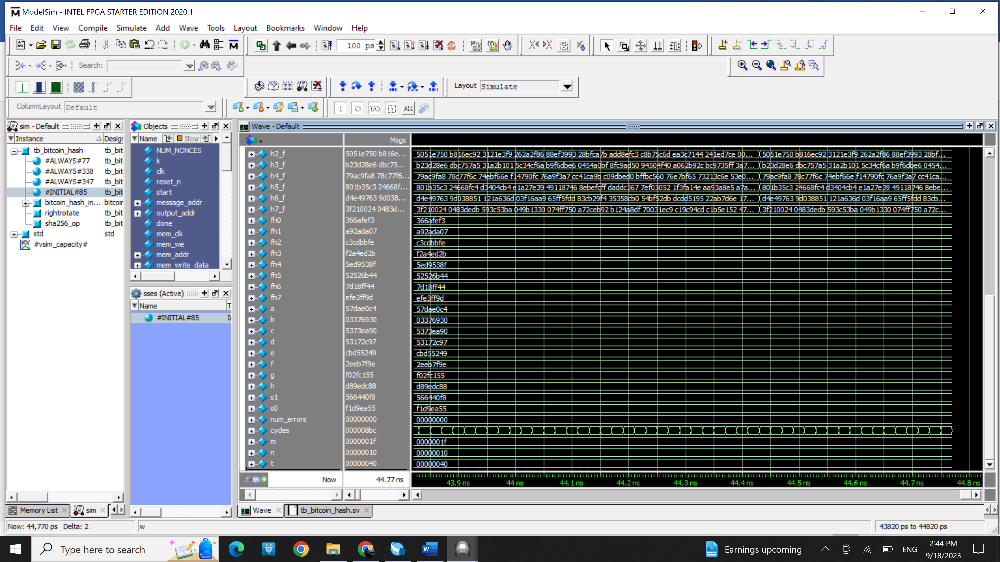 ModelSim - INTEL FPGA STARTER EDITION 2020.1
File Edit View Compile Simulate Add Wave Tools Layout Bookmarks Window Help
100 ps
Search:
Layout Simulate
ColumnLayout Default
I/O
ALL
sim - Default
Instance Desigr
tb_bitcoin_hash tb_bit
#ALWAYS#77 tb_bit
#ALWAYS#338 tb_bit
#ALWAYS#347 tb_bit
#INITIAL#85 tb_bit
bitcoin_hash_in... bitcoir
rightrotate tb_bit
sha256_op tb_bit
std std
#vsim_capacity#
Objects
Name Now
NUM_NONCES
k
clk
reset_n
start
message_addr
output_addr
done
mem_clk
mem_we
mem_addr
mem_write_data
sses (Active)
Name T
#INITIAL#85
Wave - Default
Msgs
h2_f 5051e750 b816e... 5051e750 b816ec92 3121e3f9 262a2f86 88ef3993 28bfca7b add8efc3 c8b75c6d ea3c7144 241ed7ce 00... 5051e750 b816ec92 3121e3f9 262a2f86 88ef3993 28bf...
h3_f b23d28e6 dbc75... b23d28e6 dbc757a5 31a2b101 5c34cf6a b9f6dbe6 0454a0bf 8fc9ad50 94504f40 a062b92c bc9735ff 3a7... b23d28e6 dbc757a5 31a2b101 5c34cf6a b9f6dbe6 0454...
h4_f 79ac9fa8 78c77f6... 79ac9fa8 78c77f6c 74ebf66e f14790fc 76a9f3a7 cc41ca9b c09dbed0 bffbc560 76e7bf65 73213c6e 53e0... 79ac9fa8 78c77f6c 74ebf66e f14790fc 76a9f3a7 cc41ca...
h5_f 801b35c3 24668f... 801b35c3 24668fc4 d3404cb4 e1a27e39 49118746 8ebefcff daddc367 7ef03052 1f3fa14e aa93a8e5 a7a... 801b35c3 24668fc4 d3404cb4 e1a27e39 49118746 8ebe...
h6_f d4e49763 9d038... d4e49763 9d038851 121a636d 03f16aa9 65ff5fdd 83cb29f4 35358cb0 54bf52db dcdd5195 22ab7d6e 17... d4e49763 9d038851 121a636d 03f16aa9 65ff5fdd 83cb...
h7_f 3f210024 0483d... 3f210024 0483dedb 593c53ba 049b1330 074ff750 a72ceb92 b124a8df 70031ec9 c19c94cd c1b5e152 47... 3f210024 0483dedb 593c53ba 049b1330 074ff750 a72c...
fh0 366afef3 366afef3
fh1 a92ada07 a92ada07
fh2 c3cdbbfe c3cdbbfe
fh3 f2a4ed2b f2a4ed2b
fh4 5ed9538f 5ed9538f
fh5 52526b44 52526b44
fh6 7d18ff44 7d18ff44
fh7 efe3ff9d efe3ff9d
a 57dae0c4 57dae0c4
b 03376930 03376930
c 5373ea90 5373ea90
d 53172c97 53172c97
e cbd55249 cbd55249
f 2eeb7f9e 2eeb7f9e
g f02fc155 f02fc155
h d89edc88 d89edc88
s1 566440f8 566440f8
s0 f1d9ea55 f1d9ea55
num_errors 00000000 00000000
cycles 000008bc
m 0000001f 0000001f
n 00000010 00000010
t 00000040 00000040
Now 44.77 ns
43.9 ns 44 ns 44.1 ns 44.2 ns 44.3 ns 44.4 ns 44.5 ns 44.6 ns 44.7 ns 44.8 ns
Memory List sim
Wave tb_bitcoin_hash.sv
Now: 44,770 ps Delta: 2 w 43820 ps to 44820 ps
Type here to search
Earnings upcoming
ENG
2:44 PM
9/18/2023